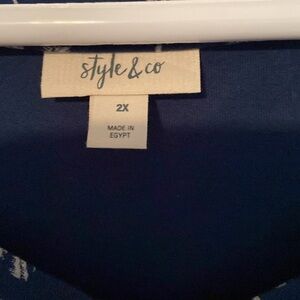 style & co
2X
MADE IN
EGYPT